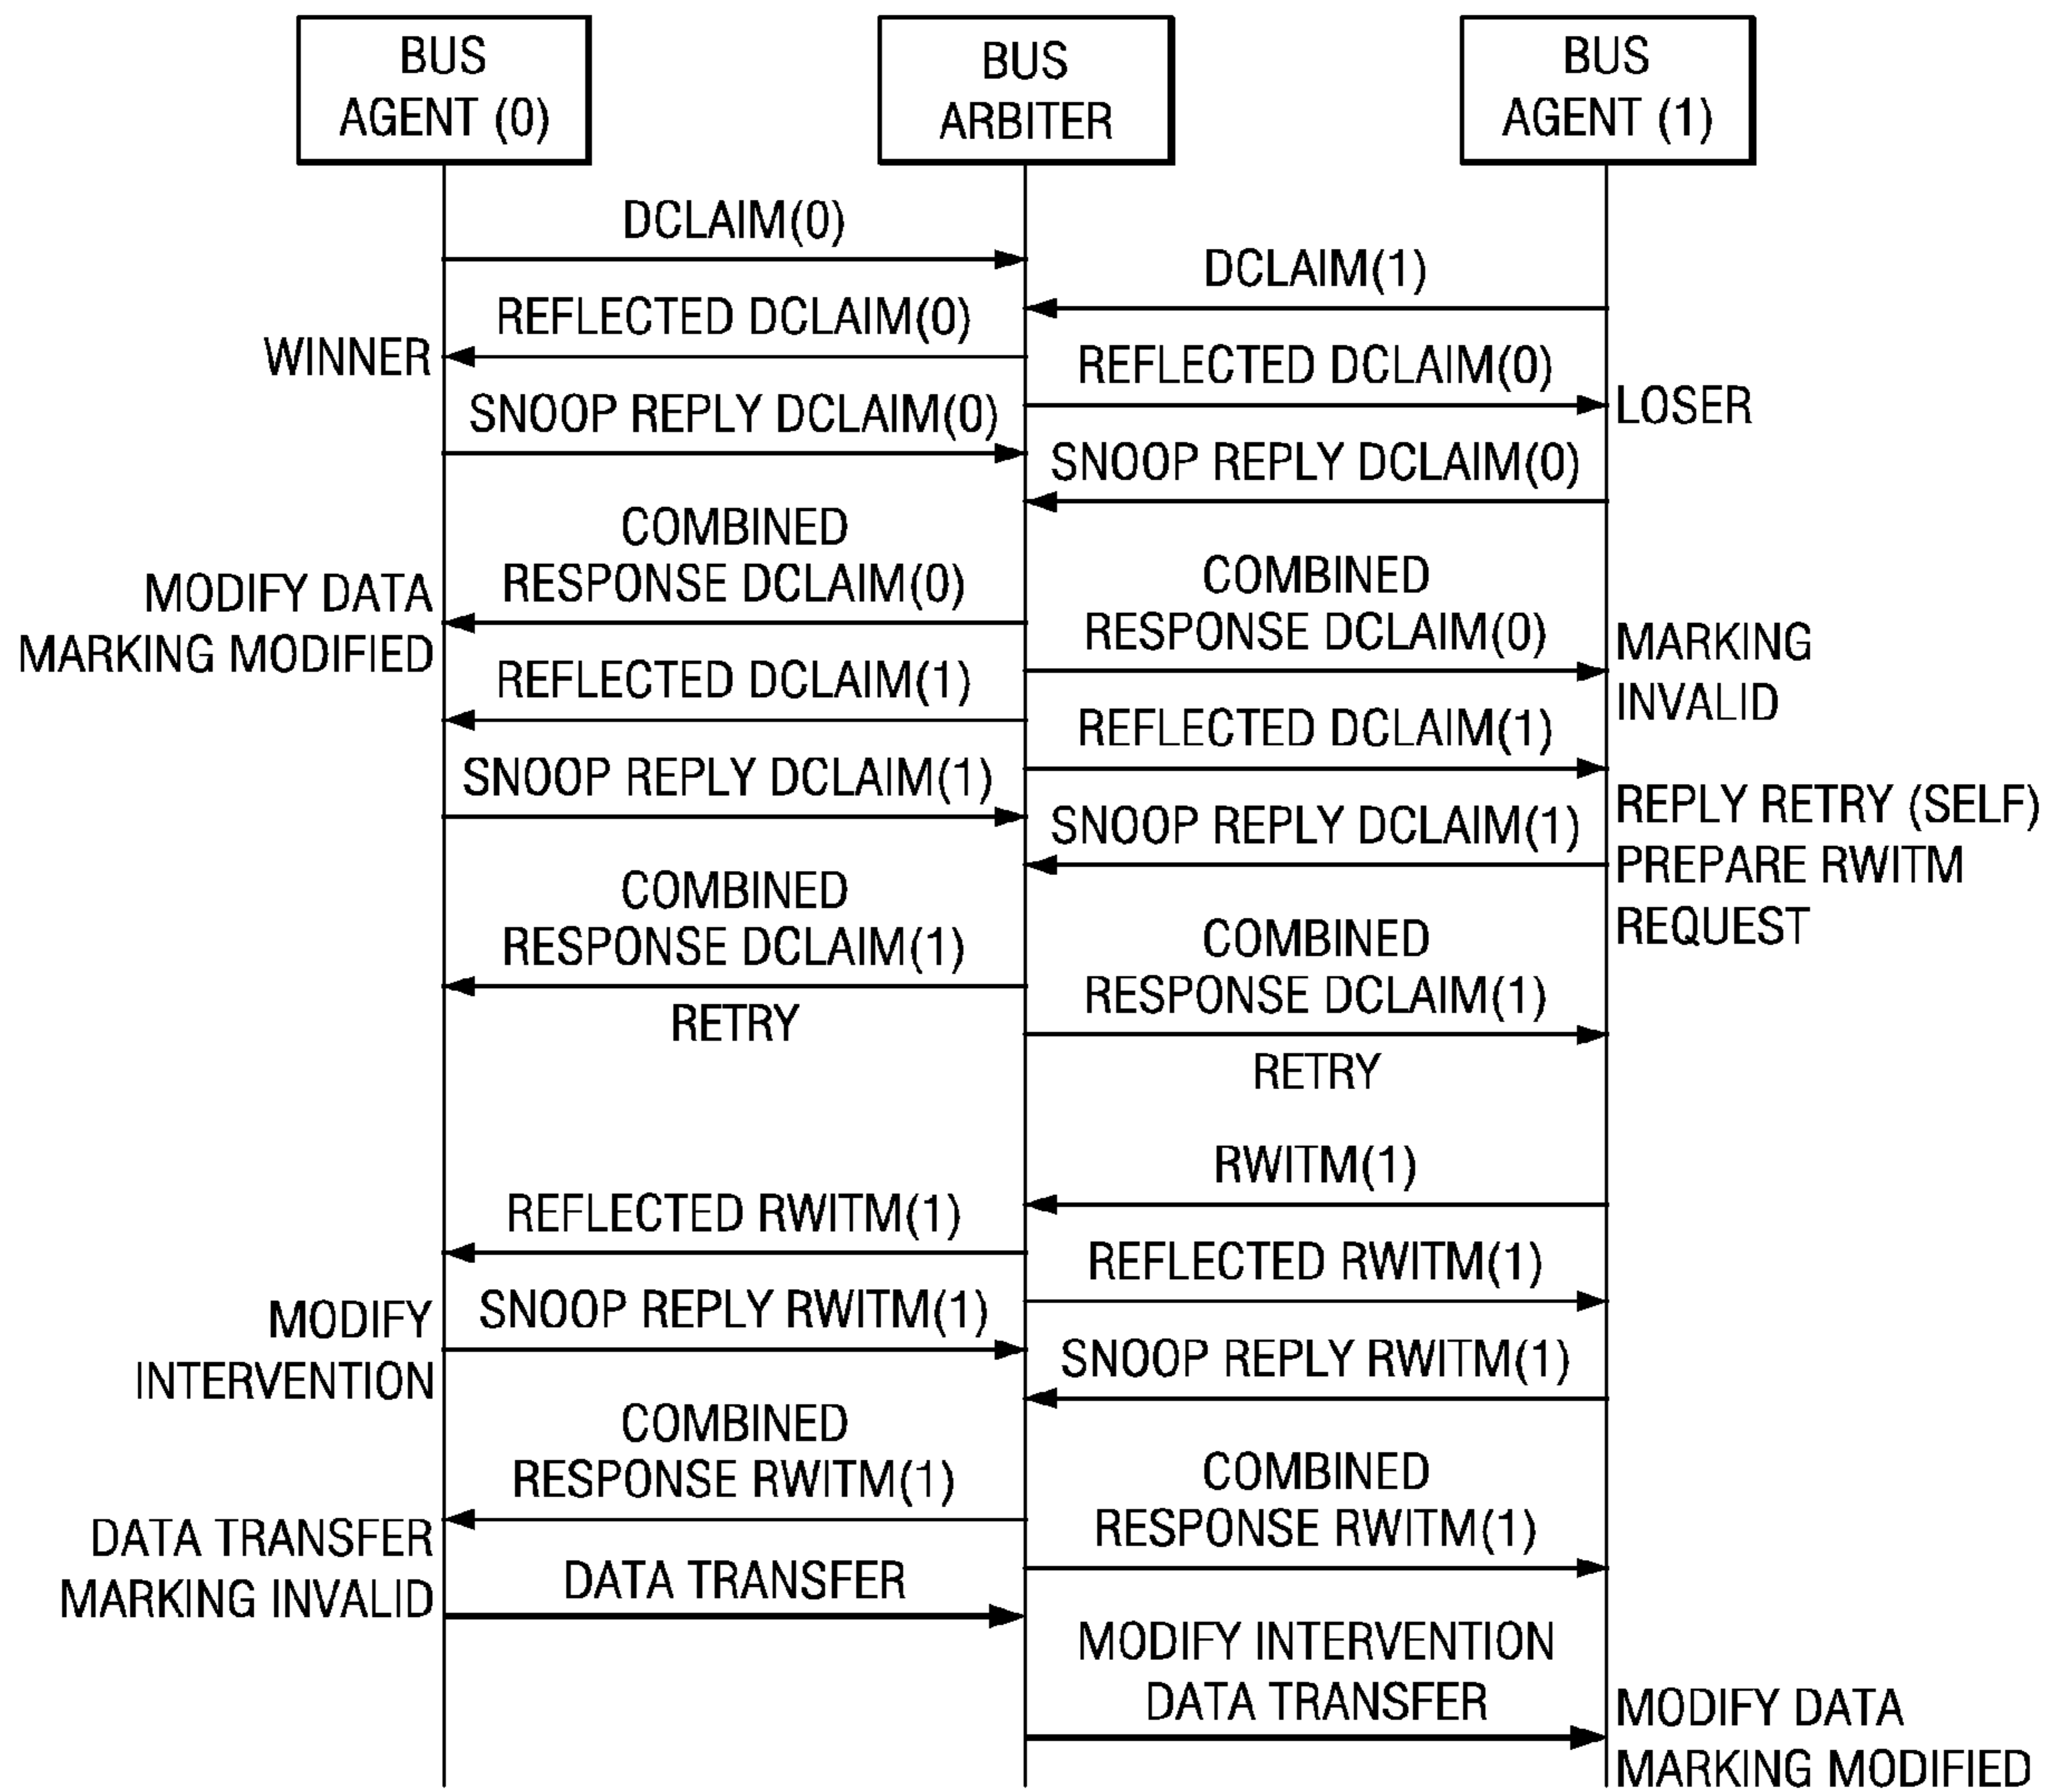 BUS
AGENT (0)
BUS
ARBITER
BUS
AGENT (1)
DCLAIM(0)
DCLAIM(1)
REFLECTED DCLAIM(0)
WINNER
REFLECTED DCLAIM(0)
LOSER
SNOOP REPLY DCLAIM(0)
SNOOP REPLY DCLAIM(0)
COMBINED
RESPONSE DCLAIM(0)
MODIFY DATA
MARKING MODIFIED
COMBINED
RESPONSE DCLAIM(0)
MARKING
INVALID
REFLECTED DCLAIM(1)
REFLECTED DCLAIM(1)
SNOOP REPLY DCLAIM(1)
SNOOP REPLY DCLAIM(1)
REPLY RETRY (SELF)
PREPARE RWITM
REQUEST
COMBINED
RESPONSE DCLAIM(1)
RETRY
COMBINED
RESPONSE DCLAIM(1)
RETRY
RWITM(1)
REFLECTED RWITM(1)
REFLECTED RWITM(1)
MODIFY
INTERVENTION
SNOOP REPLY RWITM(1)
SNOOP REPLY RWITM(1)
COMBINED
RESPONSE RWITM(1)
COMBINED
RESPONSE RWITM(1)
DATA TRANSFER
MARKING INVALID
DATA TRANSFER
MODIFY INTERVENTION
DATA TRANSFER
MODIFY DATA
MARKING MODIFIED